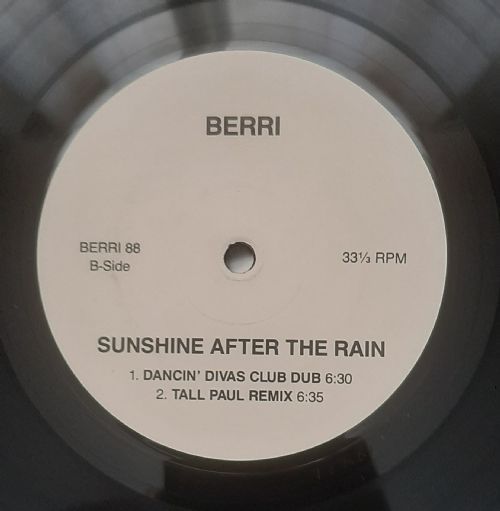 BERRI
BERRI 88
B-Side
33⅓ RPM
SUNSHINE AFTER THE RAIN
1. DANCIN' DIVAS CLUB DUB 6:30
2. TALL PAUL REMIX 6:35